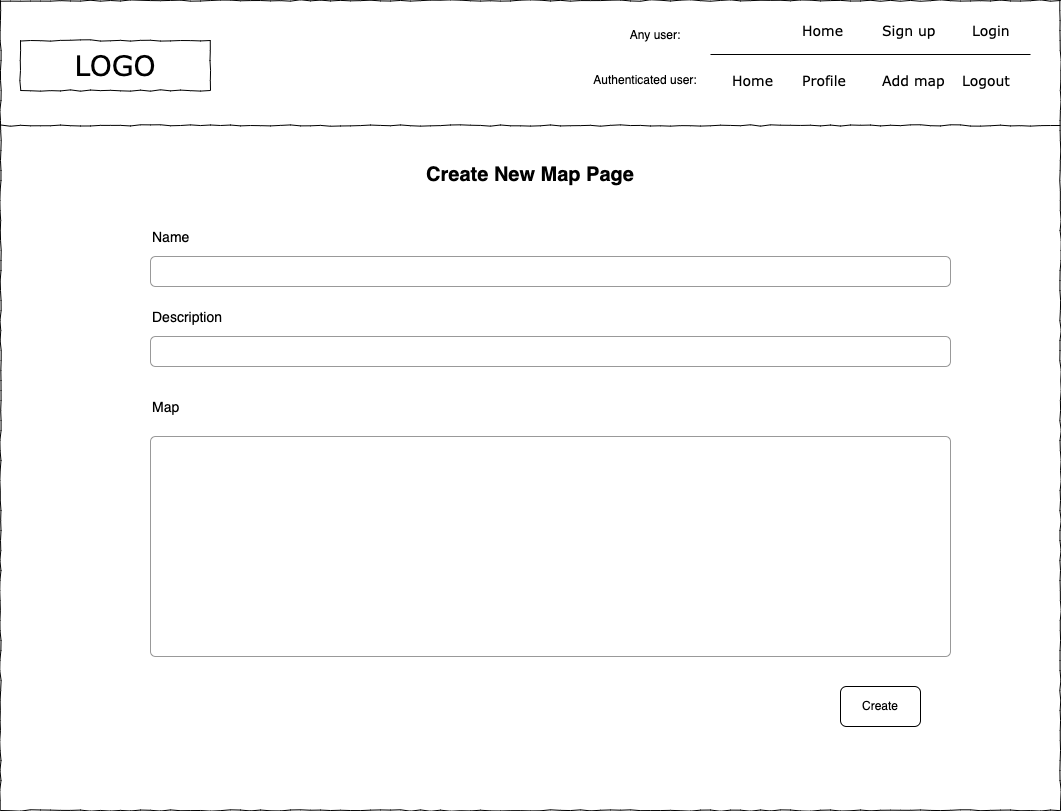 LOGO
Any user: Home Sign up Login
Authenticated user: Home Profile Add map Logout
Create New Map Page
Name
Description
Map
Create